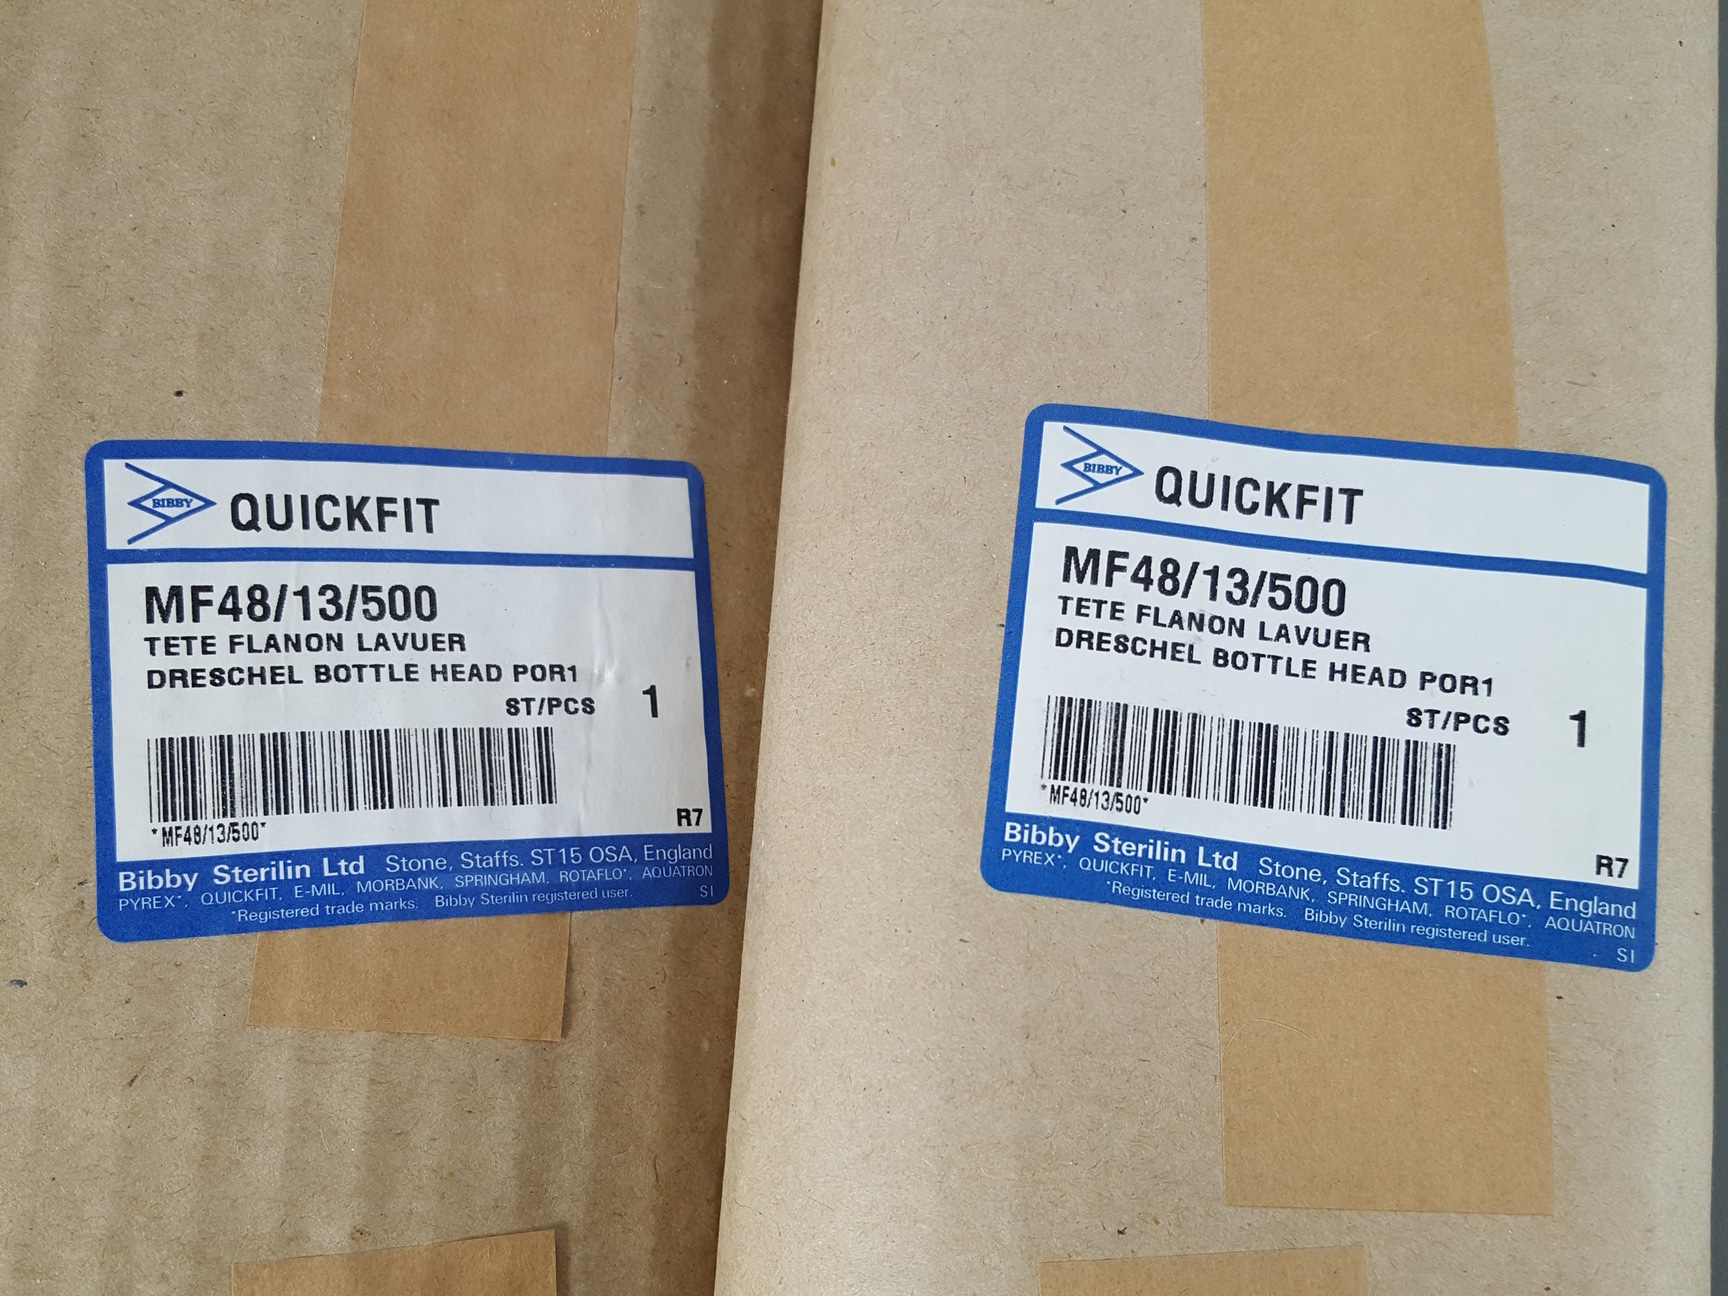 BIBBY
QUICKFIT
MF48/13/500
TETE FLANON LAVUER
DRESCHEL BOTTLE HEAD POR1
ST/PCS 1
*MF48/13/500*
R7
Bibby Sterilin Ltd Stone, Staffs. ST15 OSA, England
PYREX*, QUICKFIT, E-MIL, MORBANK, SPRINGHAM, ROTAFLO*, AQUATRON
*Registered trade marks. Bibby Sterilin registered user. SI
BIBBY
QUICKFIT
MF48/13/500
TETE FLANON LAVUER
DRESCHEL BOTTLE HEAD POR1
ST/PCS 1
*MF48/13/500*
R7
Bibby Sterilin Ltd Stone, Staffs. ST15 OSA, England
PYREX*, QUICKFIT, E-MIL, MORBANK, SPRINGHAM, ROTAFLO*, AQUATRON
*Registered trade marks. Bibby Sterilin registered user. SI